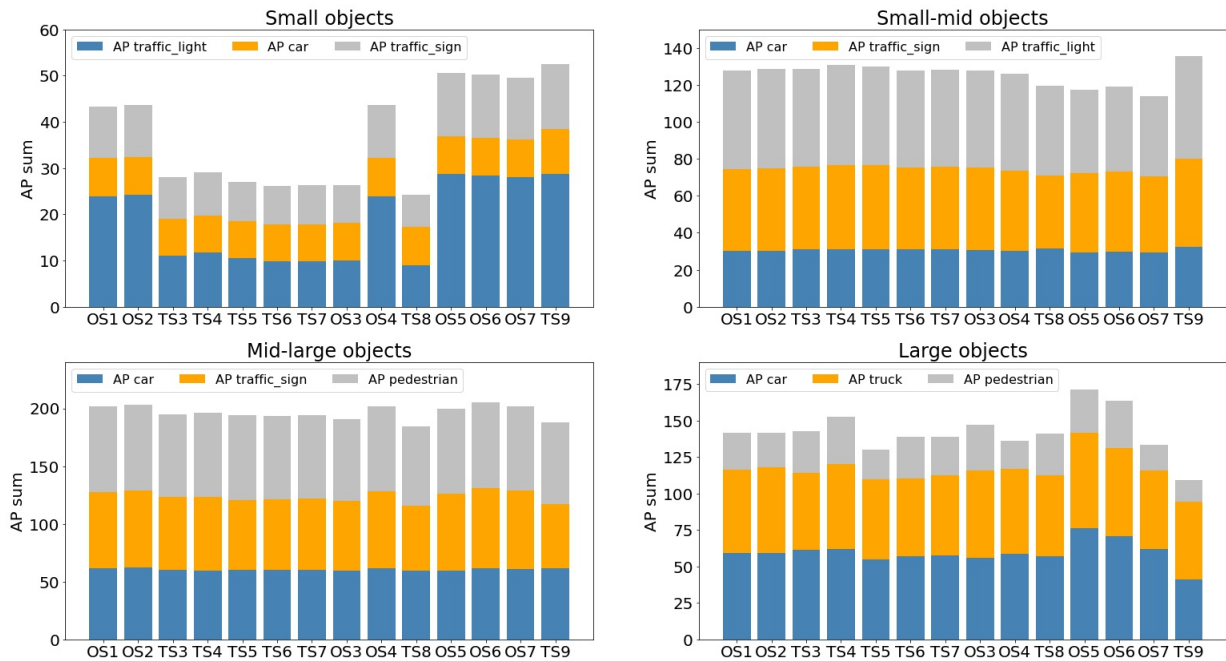 Small objects
AP traffic_light AP car AP traffic_sign
60
50
40
30
20
10
0
AP sum
OS1 OS2 TS3 TS4 TS5 TS6 TS7 OS3 OS4 TS8 OS5 OS6 OS7 TS9
Small-mid objects
AP car AP traffic_sign AP traffic_light
140
120
100
80
60
40
20
0
AP sum
OS1 OS2 TS3 TS4 TS5 TS6 TS7 OS3 OS4 TS8 OS5 OS6 OS7 TS9
Mid-large objects
AP car AP traffic_sign AP pedestrian
200
150
100
50
0
AP sum
OS1 OS2 TS3 TS4 TS5 TS6 TS7 OS3 OS4 TS8 OS5 OS6 OS7 TS9
Large objects
AP car AP truck AP pedestrian
175
150
125
100
75
50
25
0
AP sum
OS1 OS2 TS3 TS4 TS5 TS6 TS7 OS3 OS4 TS8 OS5 OS6 OS7 TS9